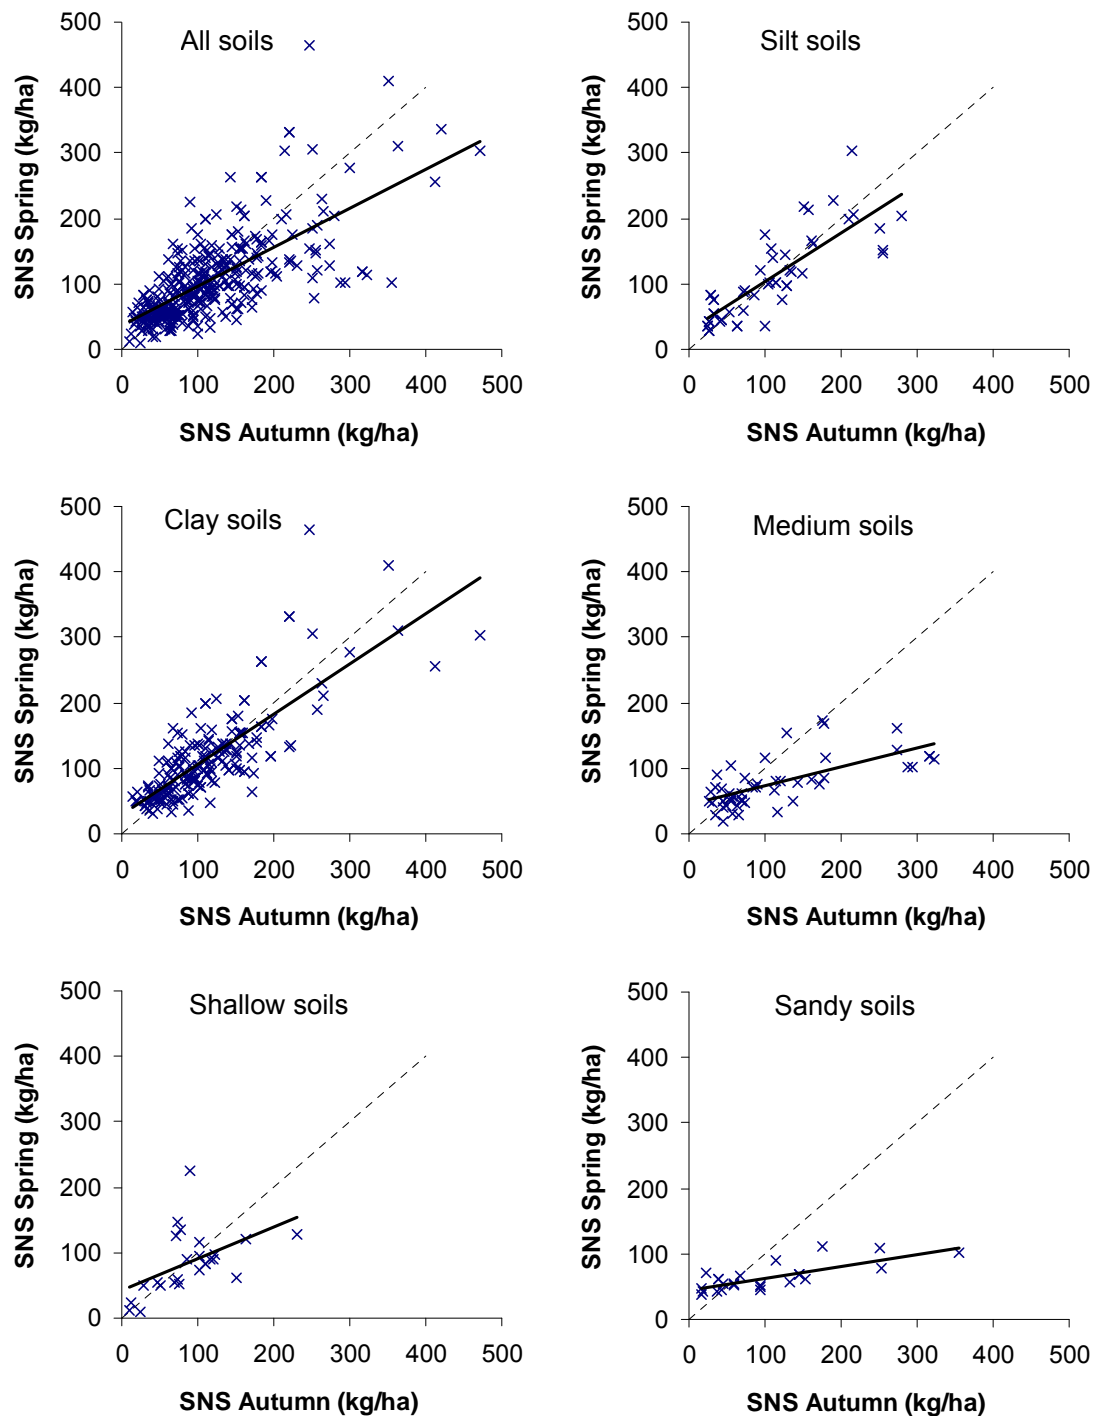 All soils
SNS Spring (kg/ha)
500
400
300
200
100
0
0 100 200 300 400 500
SNS Autumn (kg/ha)
Silt soils
SNS Spring (kg/ha)
500
400
300
200
100
0
0 100 200 300 400 500
SNS Autumn (kg/ha)
Clay soils
SNS Spring (kg/ha)
500
400
300
200
100
0
0 100 200 300 400 500
SNS Autumn (kg/ha)
Medium soils
SNS Spring (kg/ha)
500
400
300
200
100
0
0 100 200 300 400 500
SNS Autumn (kg/ha)
Shallow soils
SNS Spring (kg/ha)
500
400
300
200
100
0
0 100 200 300 400 500
SNS Autumn (kg/ha)
Sandy soils
SNS Spring (kg/ha)
500
400
300
200
100
0
0 100 200 300 400 500
SNS Autumn (kg/ha)